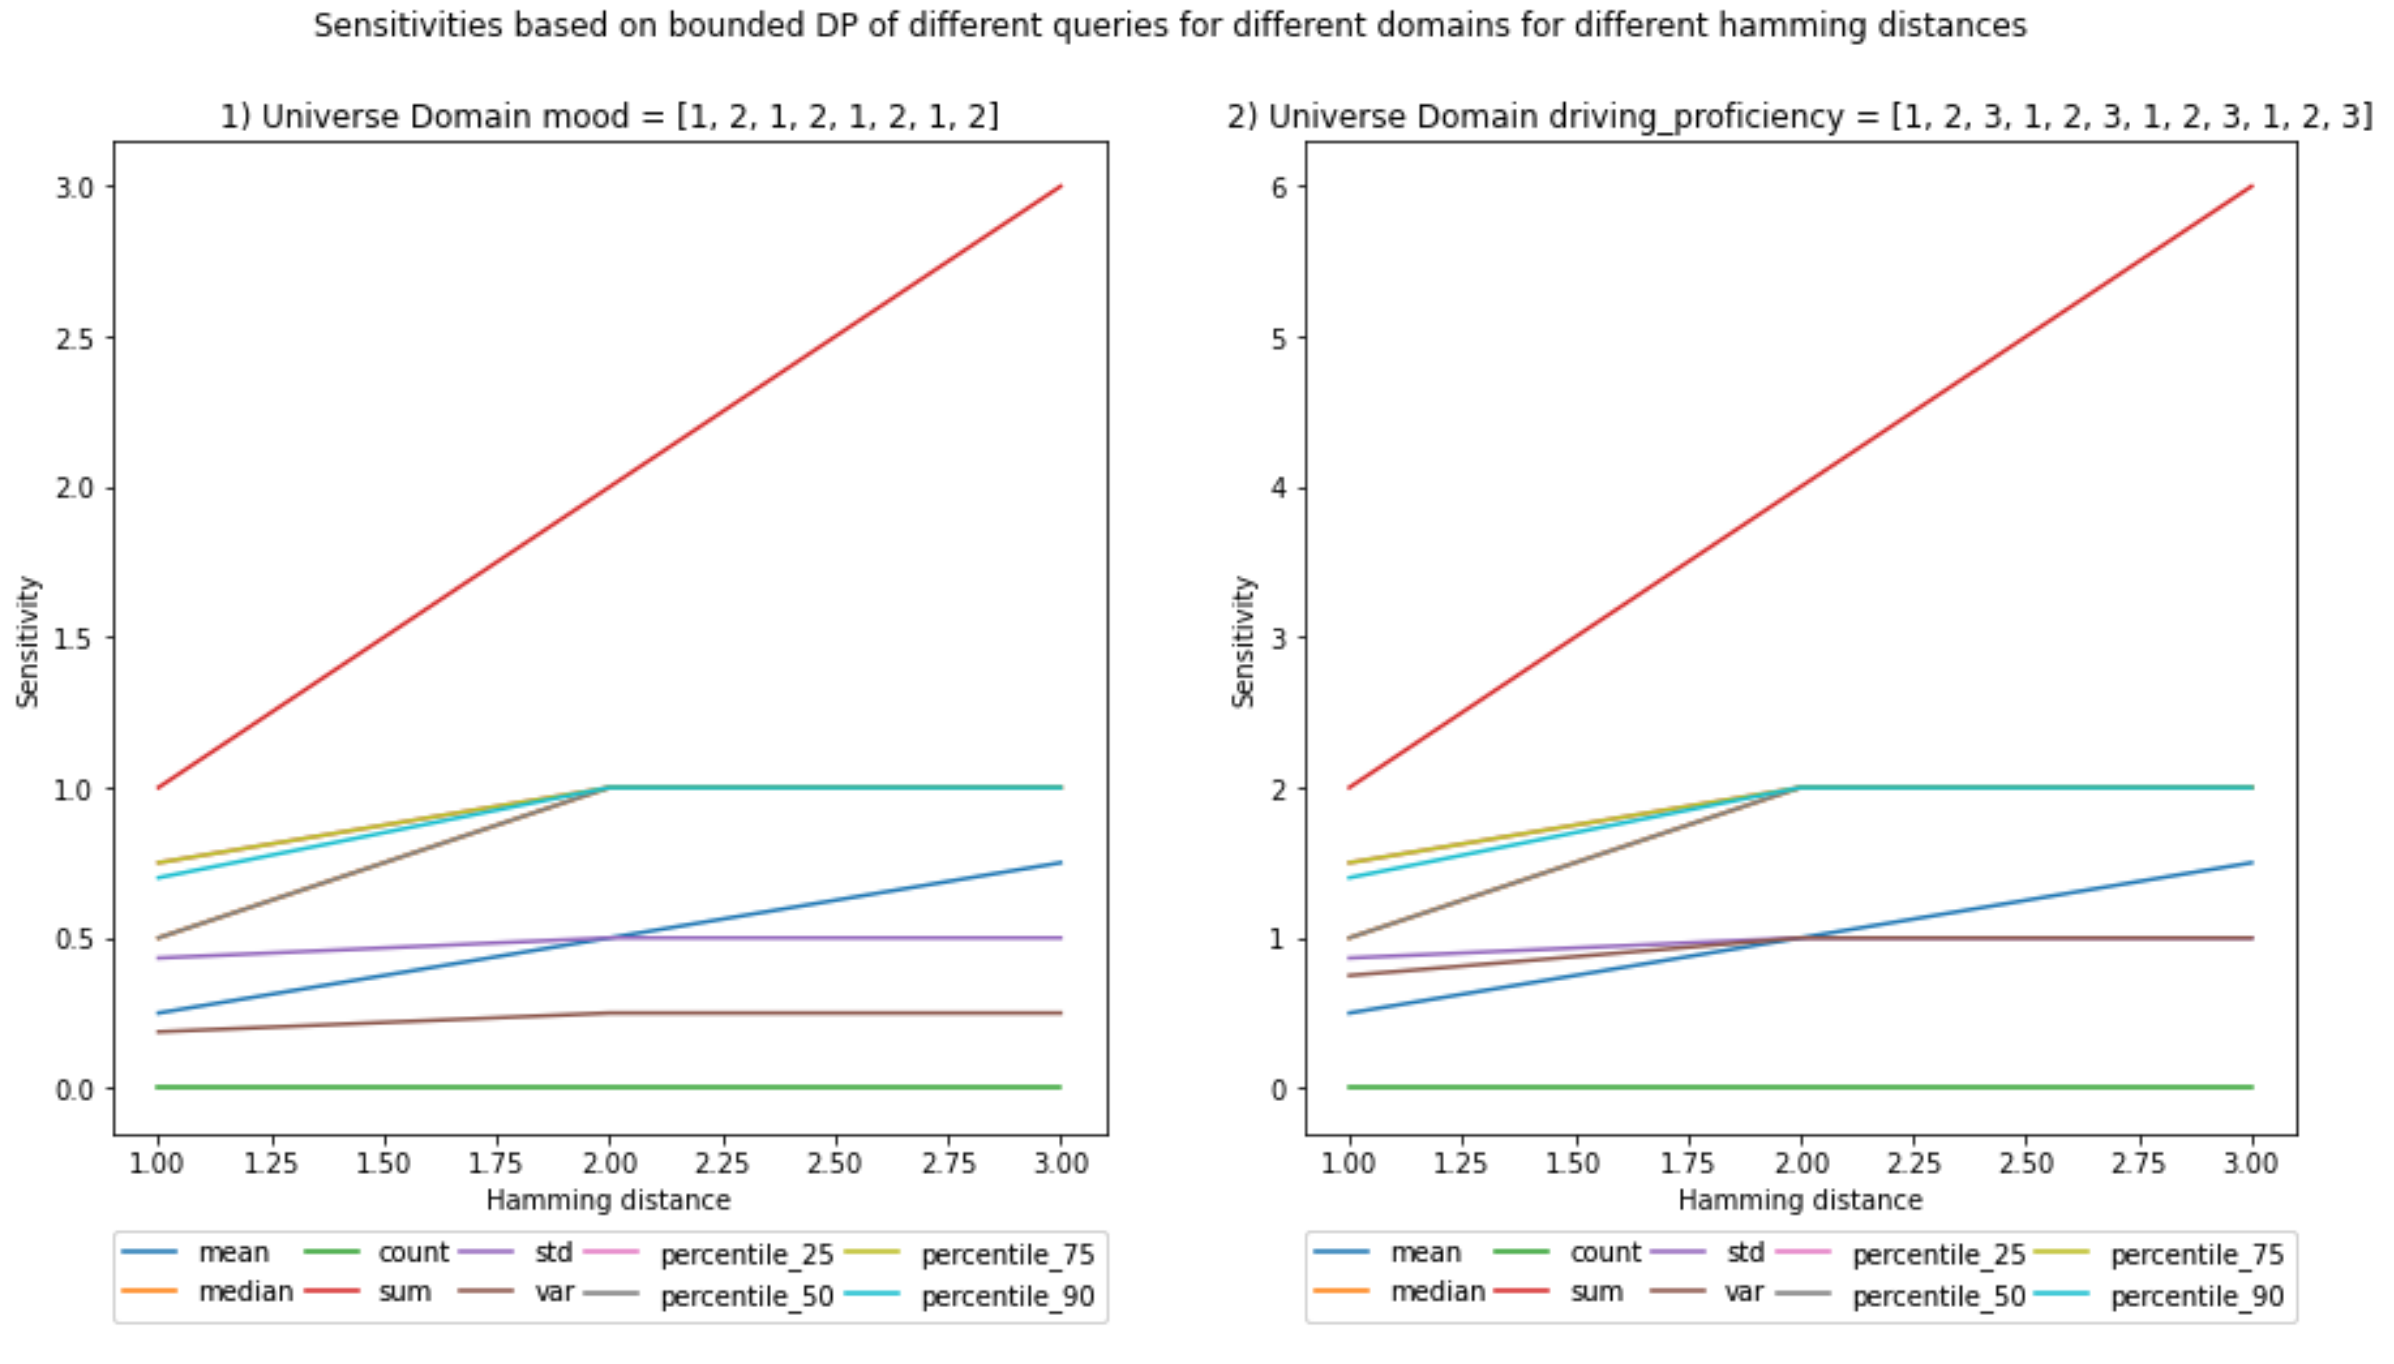 Sensitivities based on bounded DP of different queries for different domains for different hamming distances
1) Universe Domain mood = [1, 2, 1, 2, 1, 2, 1, 2]
3.0
2.5
2.0
1.5
1.0
0.5
0.0
Sensitivity
1.00 1.25 1.50 1.75 2.00 2.25 2.50 2.75 3.00
Hamming distance
mean count std percentile_25 percentile_75
median sum var percentile_50 percentile_90
2) Universe Domain driving_proficiency = [1, 2, 3, 1, 2, 3, 1, 2, 3, 1, 2, 3]
6
5
4
3
2
1
0
Sensitivity
1.00 1.25 1.50 1.75 2.00 2.25 2.50 2.75 3.00
Hamming distance
mean count std percentile_25 percentile_75
median sum var percentile_50 percentile_90